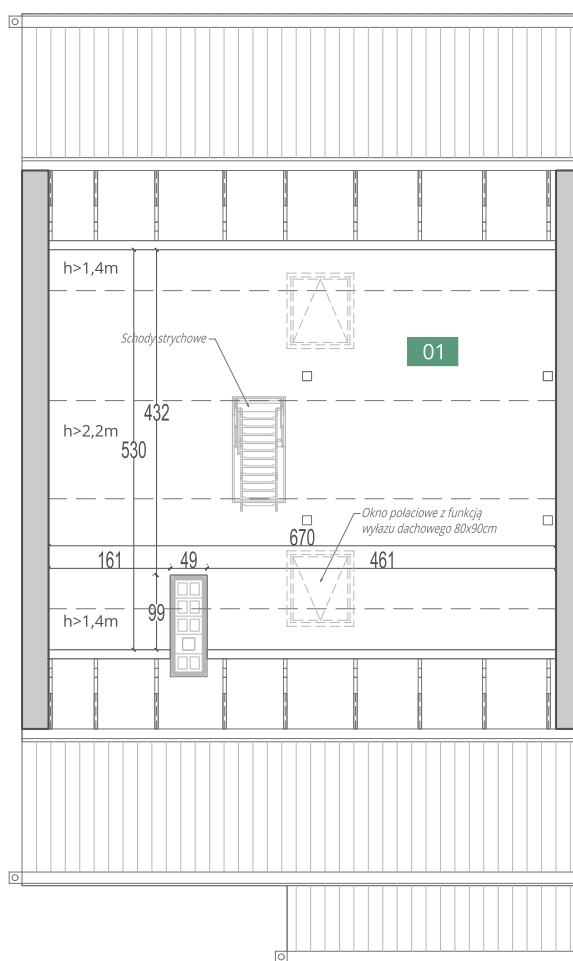 h>1,4m
Schody strychowe
01
432
h>2,2m
530
Okno połaciowe z funkcją
wyłazu dachowego 80x90cm
670
161
49
461
99
h>1,4m